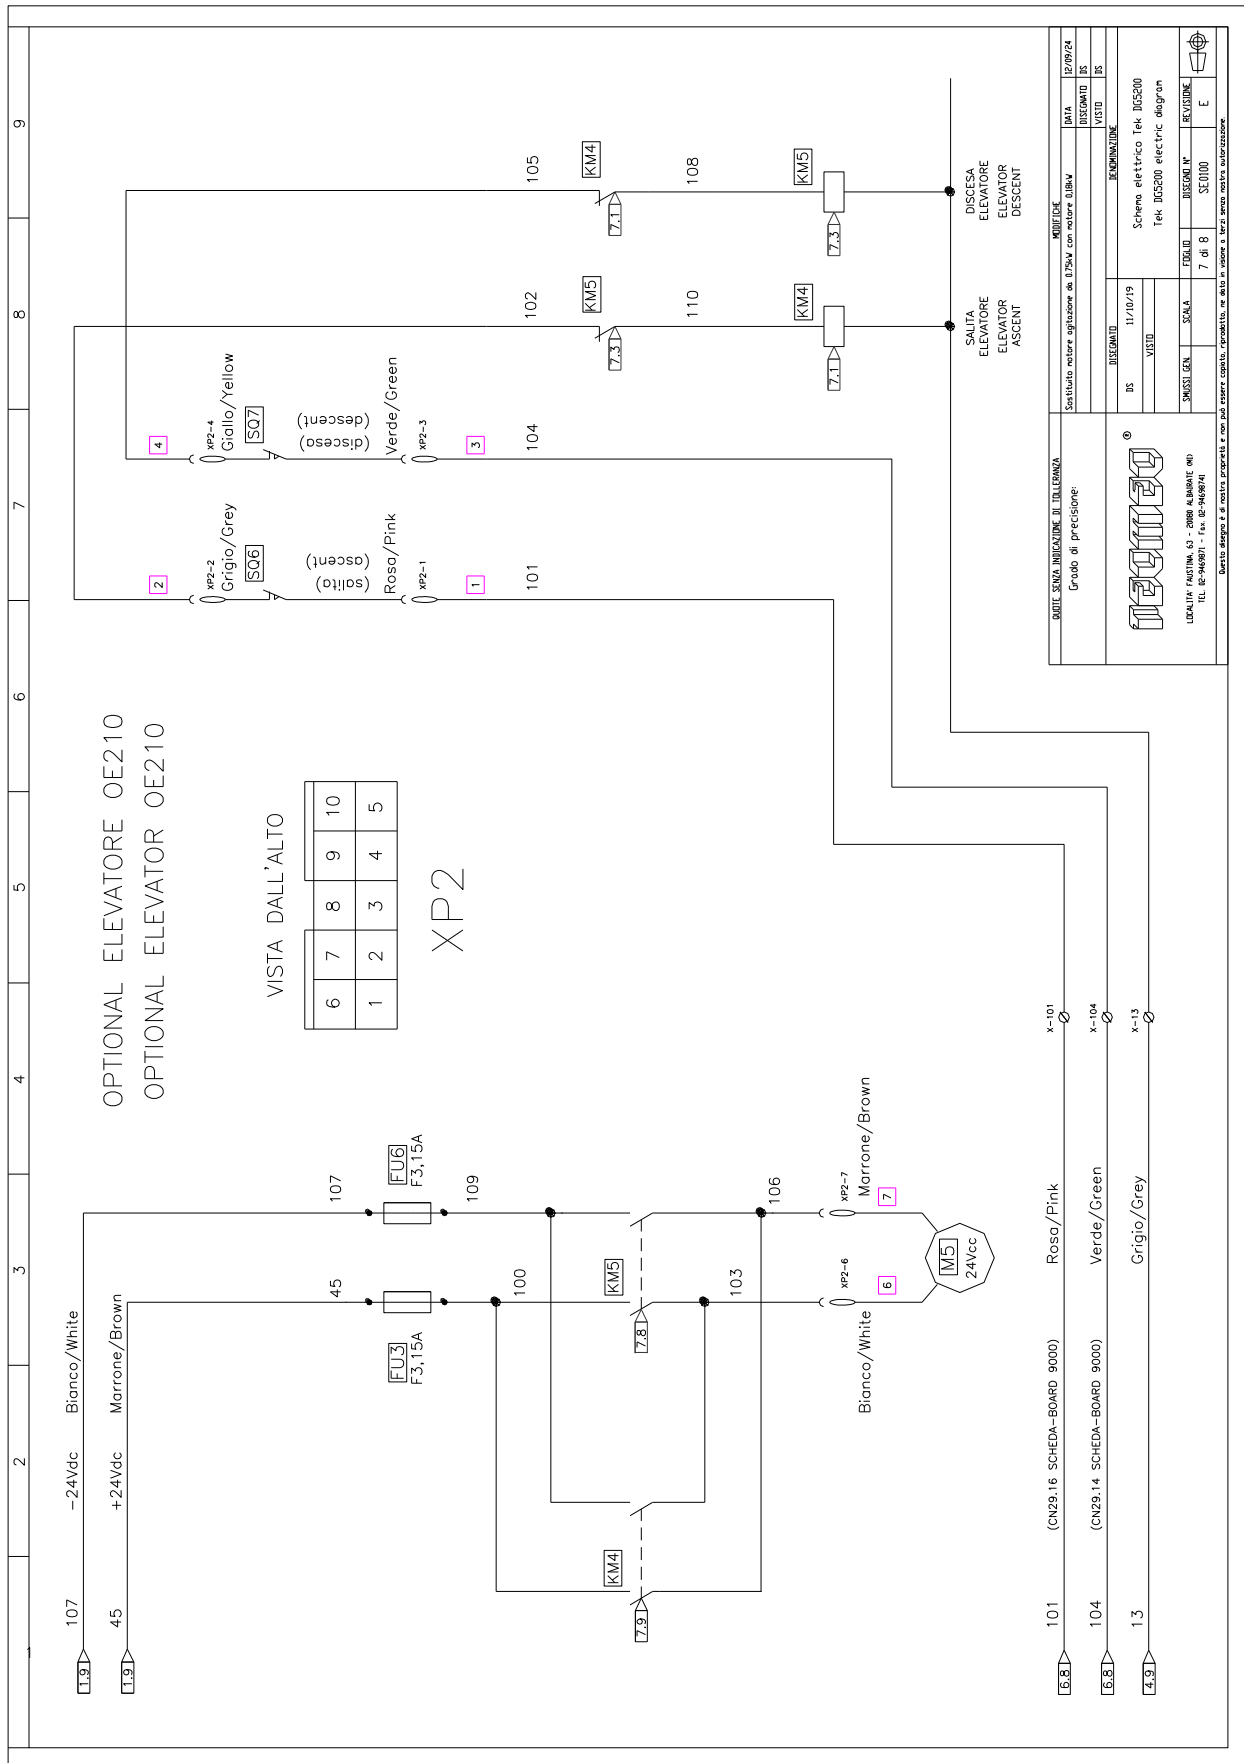 1
2
3
4
5
6
7
8
9
OPTIONAL ELEVATORE OE210
OPTIONAL ELEVATOR OE210
1.9
107
-24Vdc
Bianco/White
1.9
45
+24Vdc
Marrone/Brown
107
FU6
F3,15A
109
45
FU3
F3,15A
100
KM5
7.8
KM4
7.9
103
106
XP2-6
6
Bianco/White
XP2-7
7
Marrone/Brown
M5
24Vcc
VISTA DALL'ALTO
6 7 8 9 10
1 2 3 4 5
XP2
2
XP2-2
Grigio/Grey
SQ6
(salita)
(ascent)
Rosa/Pink
XP2-1
1
101
4
XP2-4
Giallo/Yellow
SQ7
(discesa)
(descent)
Verde/Green
XP2-3
3
104
102
KM5
7.3
110
KM4
7.1
SALITA
ELEVATORE
ELEVATOR
ASCENT
105
KM4
7.1
108
KM5
7.3
DISCESA
ELEVATORE
ELEVATOR
DESCENT
6.8
101
(CN29.16 SCHEDA-BOARD 9000)
Rosa/Pink
X-101
6.8
104
(CN29.14 SCHEDA-BOARD 9000)
Verde/Green
X-104
4.9
13
Grigio/Grey
X-13
QUOTE SENZA INDICAZIONE DI TOLLERANZA
Grado di precisione:
MODIFICHE
Sostituito motore agitazione da 0.75kW con motore 0.18kW
DATA
12/09/24
DISEGNATO
DS
VISTO
DS
neomec ®
LOCALITA' FAUSTINA, 63 - 20080 ALBAIRATE (MI)
TEL. 02-9469871 - Fax. 02-94698741
DISEGNATO
DS
11/10/19
VISTO
DENOMINAZIONE
Schema elettrico Tek DG5200
Tek DG5200 electric diagram
SMUSSI GEN.
SCALA
FOGLIO
7 di 8
DISEGNO N°
SE0100
REVISIONE
E
Questo disegno è di nostra proprietà e non può essere copiato, riprodotto, ne dato in visione a terzi senza nostra autorizzazione.